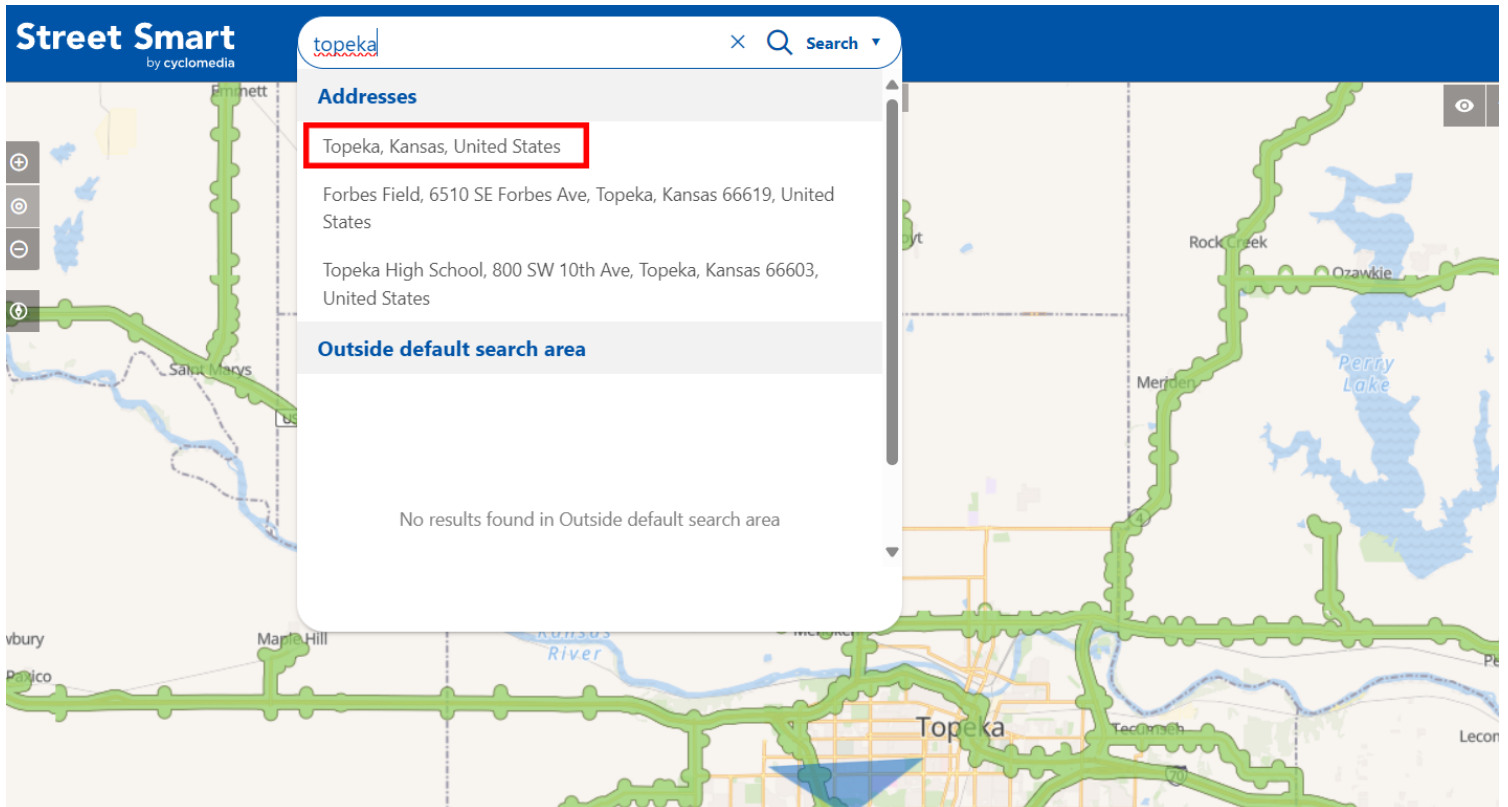 Street Smart
by cyclomedia
topeka
Search
Addresses
Topeka, Kansas, United States
Forbes Field, 6510 SE Forbes Ave, Topeka, Kansas 66619, United
States
Topeka High School, 800 SW 10th Ave, Topeka, Kansas 66603,
United States
Outside default search area
No results found in Outside default search area
Emmett
Rock Creek
Ozawkie
Saint Marys
US
Perry
Lake
Meriden
4
Maple Hill
Kansas
River
Paxico
Topeka
Tecumseh
70